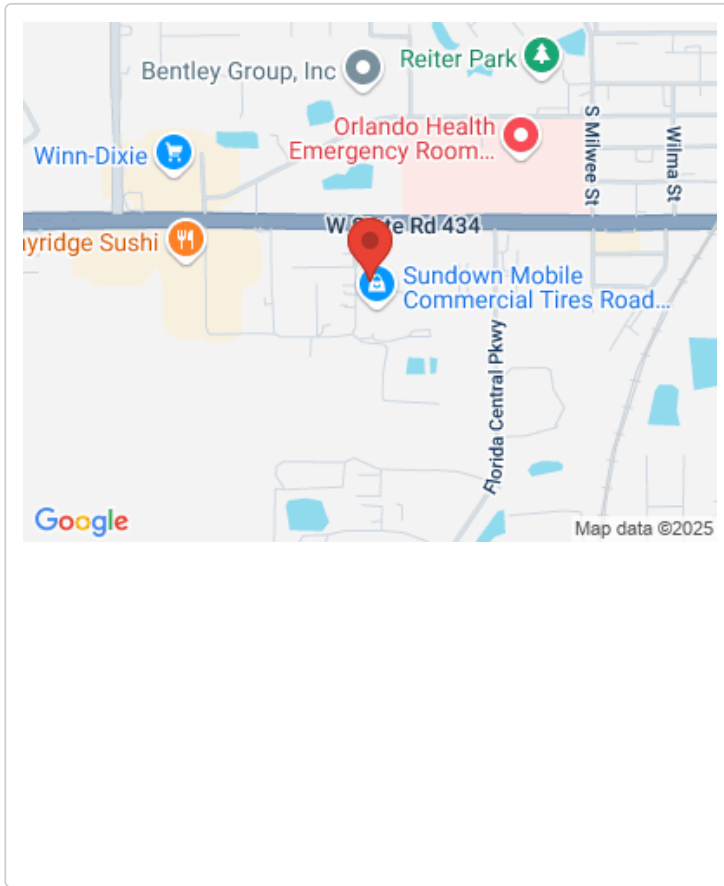 Bentley Group, Inc
Reiter Park
Orlando Health
Emergency Room...
S Milwee St
Wilma St
Winn-Dixie
W State Rd 434
yridge Sushi
Sundown Mobile
Commercial Tires Road...
Florida Central Pkwy
Google
Map data ©2025